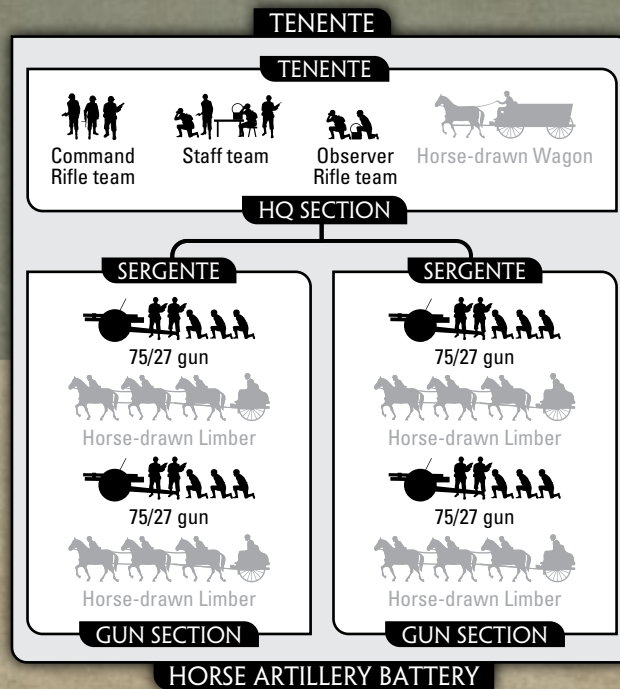 TENENTE
TENENTE
Command
Rifle team
Staff team
Observer
Rifle team
Horse-drawn Wagon
HQ SECTION
SERGENTE
75/27 gun
Horse-drawn Limber
75/27 gun
Horse-drawn Limber
GUN SECTION
SERGENTE
75/27 gun
Horse-drawn Limber
75/27 gun
Horse-drawn Limber
GUN SECTION
HORSE ARTILLERY BATTERY